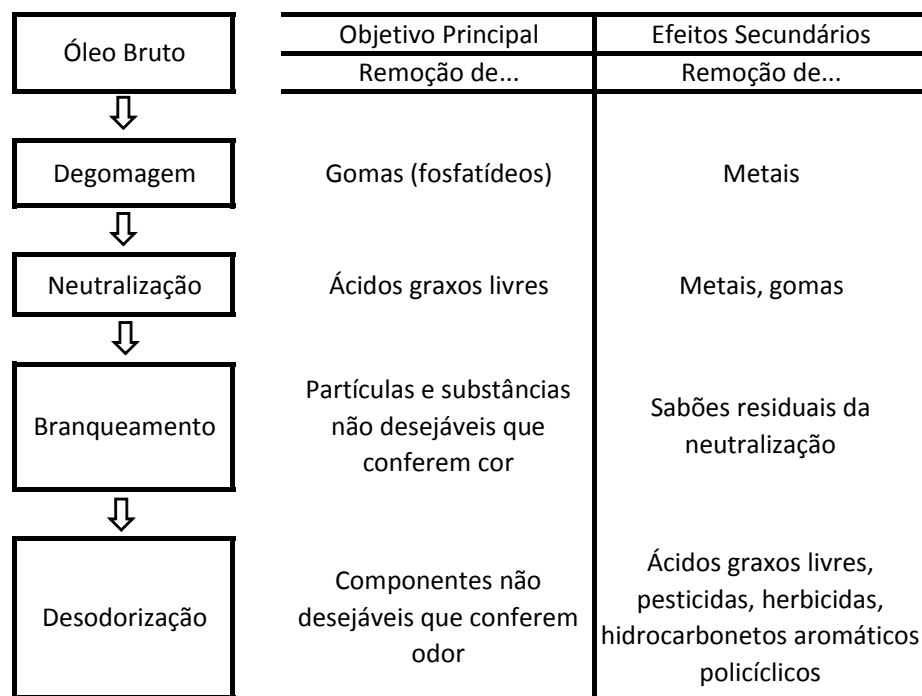 Óleo Bruto
Objetivo Principal
Efeitos Secundários
Remoção de...
Remoção de...
Degomagem
Gomas (fosfatídeos)
Metais
Neutralização
Ácidos graxos livres
Metais, gomas
Branqueamento
Partículas e substâncias
não desejáveis que
conferem cor
Sabões residuais da
neutralização
Desodorização
Componentes não
desejáveis que conferem
odor
Ácidos graxos livres,
pesticidas, herbicidas,
hidrocarbonetos aromáticos
policíclicos